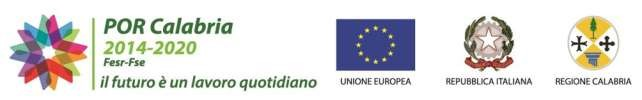 POR Calabria
2014-2020
Fesr-Fse
il futuro è un lavoro quotidiano
UNIONE EUROPEA
REPUBBLICA ITALIANA
REGIONE CALABRIA